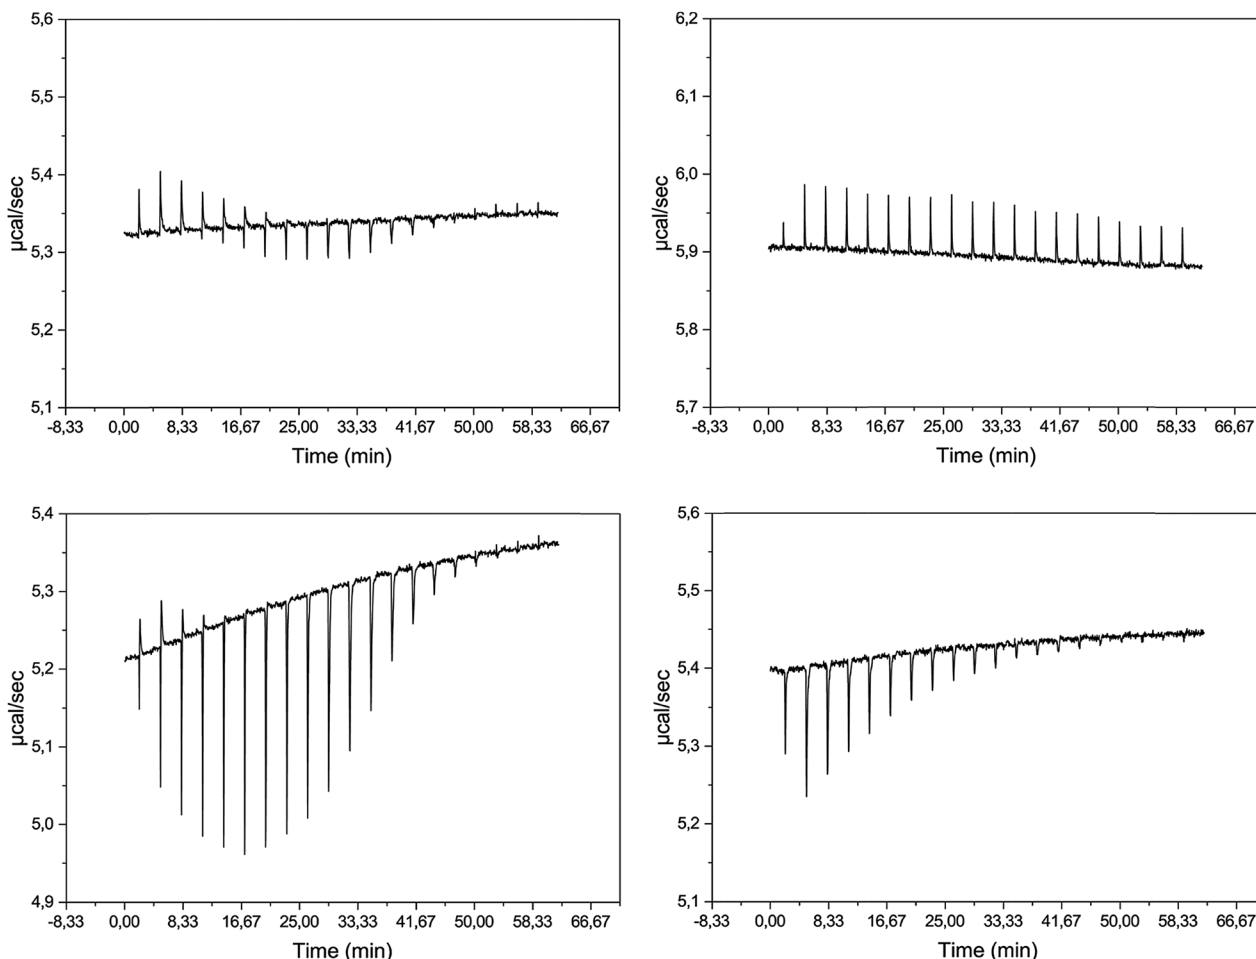 5,6
5,5
5,4
5,3
5,2
5,1
µcal/sec
-8,33 0,00 8,33 16,67 25,00 33,33 41,67 50,00 58,33 66,67
Time (min)
6,2
6,1
6,0
5,9
5,8
5,7
µcal/sec
-8,33 0,00 8,33 16,67 25,00 33,33 41,67 50,00 58,33 66,67
Time (min)
5,4
5,3
5,2
5,1
5,0
4,9
µcal/sec
-8,33 0,00 8,33 16,67 25,00 33,33 41,67 50,00 58,33 66,67
Time (min)
5,6
5,5
5,4
5,3
5,2
5,1
µcal/sec
-8,33 0,00 8,33 16,67 25,00 33,33 41,67 50,00 58,33 66,67
Time (min)